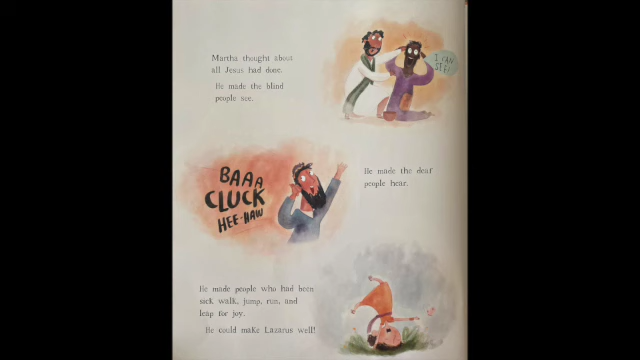 Martha thought about
all Jesus had done.
He made the blind
people see.
I CAN
SEE!
BAAA
CLUCK
HEE-HAW
He made the deaf
people hear.
He made people who had been
sick walk, jump, run, and
leap for joy.
He could make Lazarus well!